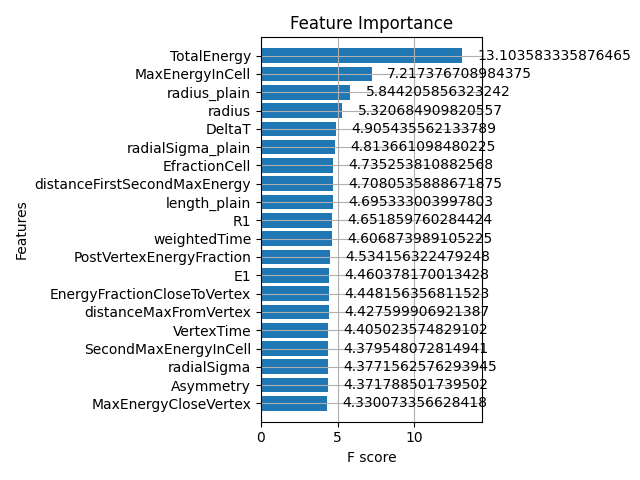 Feature Importance
Features
TotalEnergy 13.103583335876465
MaxEnergyInCell 7.217376708984375
radius_plain 5.844205856323242
radius 5.320684909820557
DeltaT 4.905435562133789
radialSigma_plain 4.813661098480225
EfractionCell 4.735253810882568
distanceFirstSecondMaxEnergy 4.7080535888671875
length_plain 4.695333003997803
R1 4.651859760284424
weightedTime 4.606873989105225
PostVertexEnergyFraction 4.534156322479248
E1 4.460378170013428
EnergyFractionCloseToVertex 4.448156356811523
distanceMaxFromVertex 4.427599906921387
VertexTime 4.405023574829102
SecondMaxEnergyInCell 4.379548072814941
radialSigma 4.3771562576293945
Asymmetry 4.371788501739502
MaxEnergyCloseVertex 4.330073356628418
0 5 10
F score